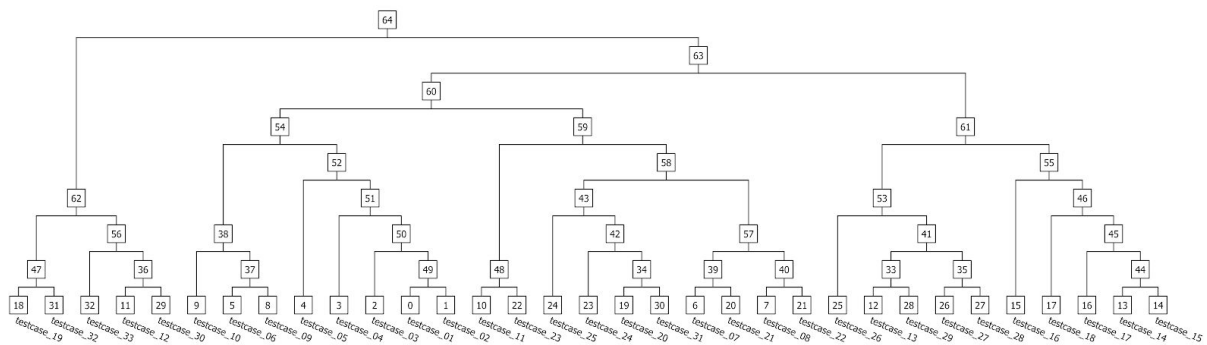 64
63
60
54 59 61
52 58 55
62 51 43 53 46
56 38 50 42 57 41 45
47 36 37 49 48 34 39 40 33 35 44
18 31 32 11 29 9 5 8 4 3 2 0 1 10 22 24 23 19 30 6 20 7 21 25 12 28 26 27 15 17 16 13 14
testcase_19 testcase_32 testcase_33 testcase_12 testcase_30 testcase_10 testcase_06 testcase_09 testcase_05 testcase_04 testcase_03 testcase_01 testcase_02 testcase_11 testcase_23 testcase_25 testcase_24 testcase_20 testcase_31 testcase_07 testcase_21 testcase_08 testcase_22 testcase_26 testcase_13 testcase_29 testcase_27 testcase_28 testcase_16 testcase_18 testcase_17 testcase_14 testcase_15